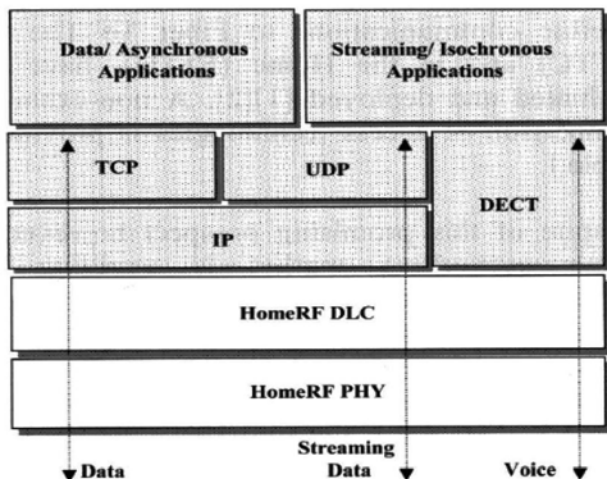 Data/ Asynchronous
Applications
Streaming/ Isochronous
Applications
TCP
UDP
DECT
IP
HomeRF DLC
HomeRF PHY
Data
Streaming
Data
Voice